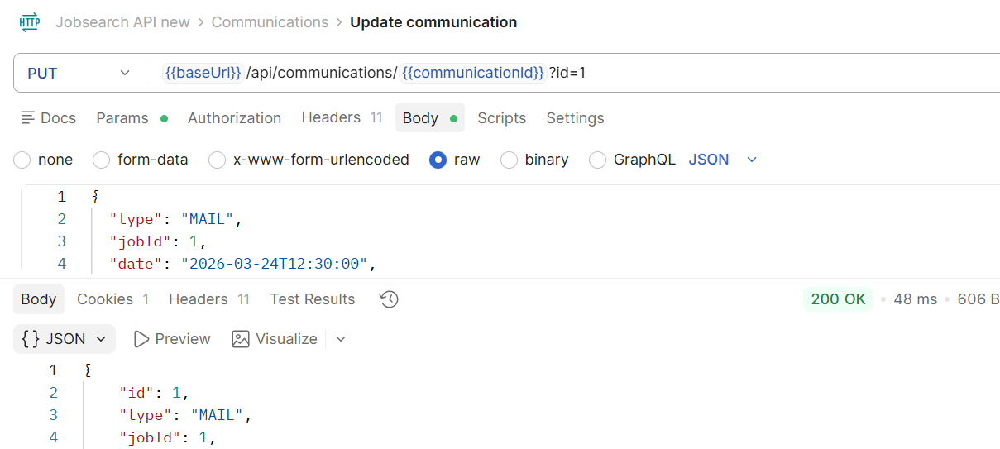 HTTP Jobsearch API new > Communications > Update communication
PUT {{baseUrl}} /api/communications/ {{communicationId}} ?id=1
Docs Params Authorization Headers 11 Body Scripts Settings
none form-data x-www-form-urlencoded raw binary GraphQL JSON
1 {
2 "type": "MAIL",
3 "jobId": 1,
4 "date": "2026-03-24T12:30:00",
Body Cookies 1 Headers 11 Test Results 200 OK 48 ms 606 B
{} JSON Preview Visualize
1 {
2 "id": 1,
3 "type": "MAIL",
4 "jobId": 1,